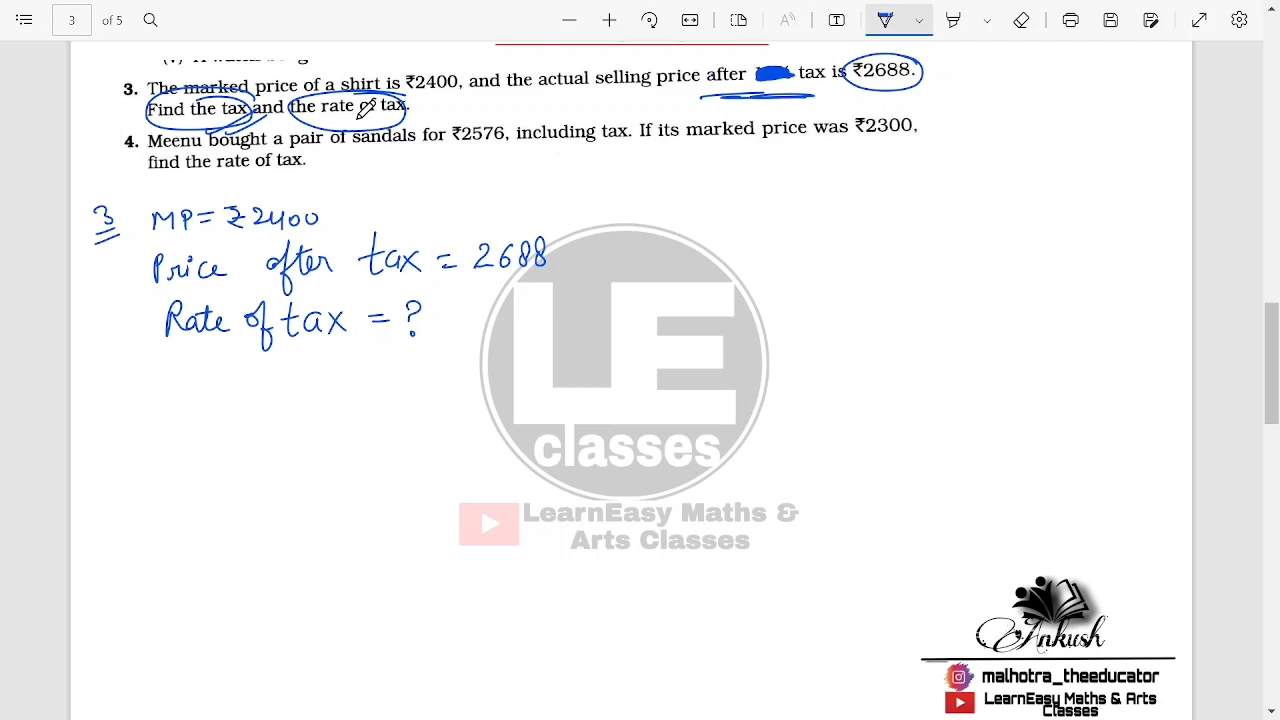 3 of 5
3. The marked price of a shirt is ₹2400, and the actual selling price after tax is ₹2688.
Find the tax and the rate tax.
4. Meenu bought a pair of sandals for ₹2576, including tax. If its marked price was ₹2300,
find the rate of tax.
3 MP = ₹2400
Price after tax = 2688
Rate of tax = ?
LE
classes
LearnEasy Maths &
Arts Classes
Ankush
malhotra_theeducator
LearnEasy Maths & Arts
Classes